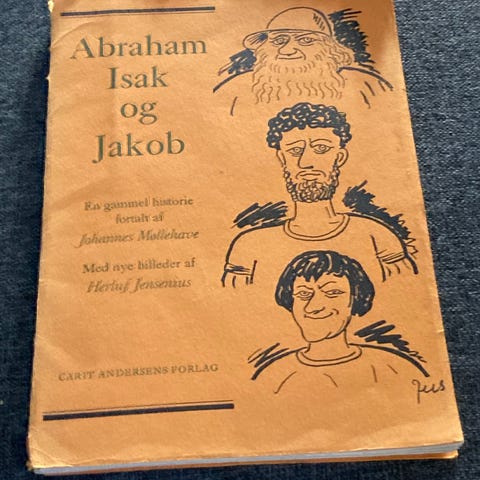 Abraham
Isak
og
Jakob
En gammel historie
fortalt af
Johannes Møllehave
Med nye billeder af
Herluf Jensenius
CARIT ANDERSENS FORLAG